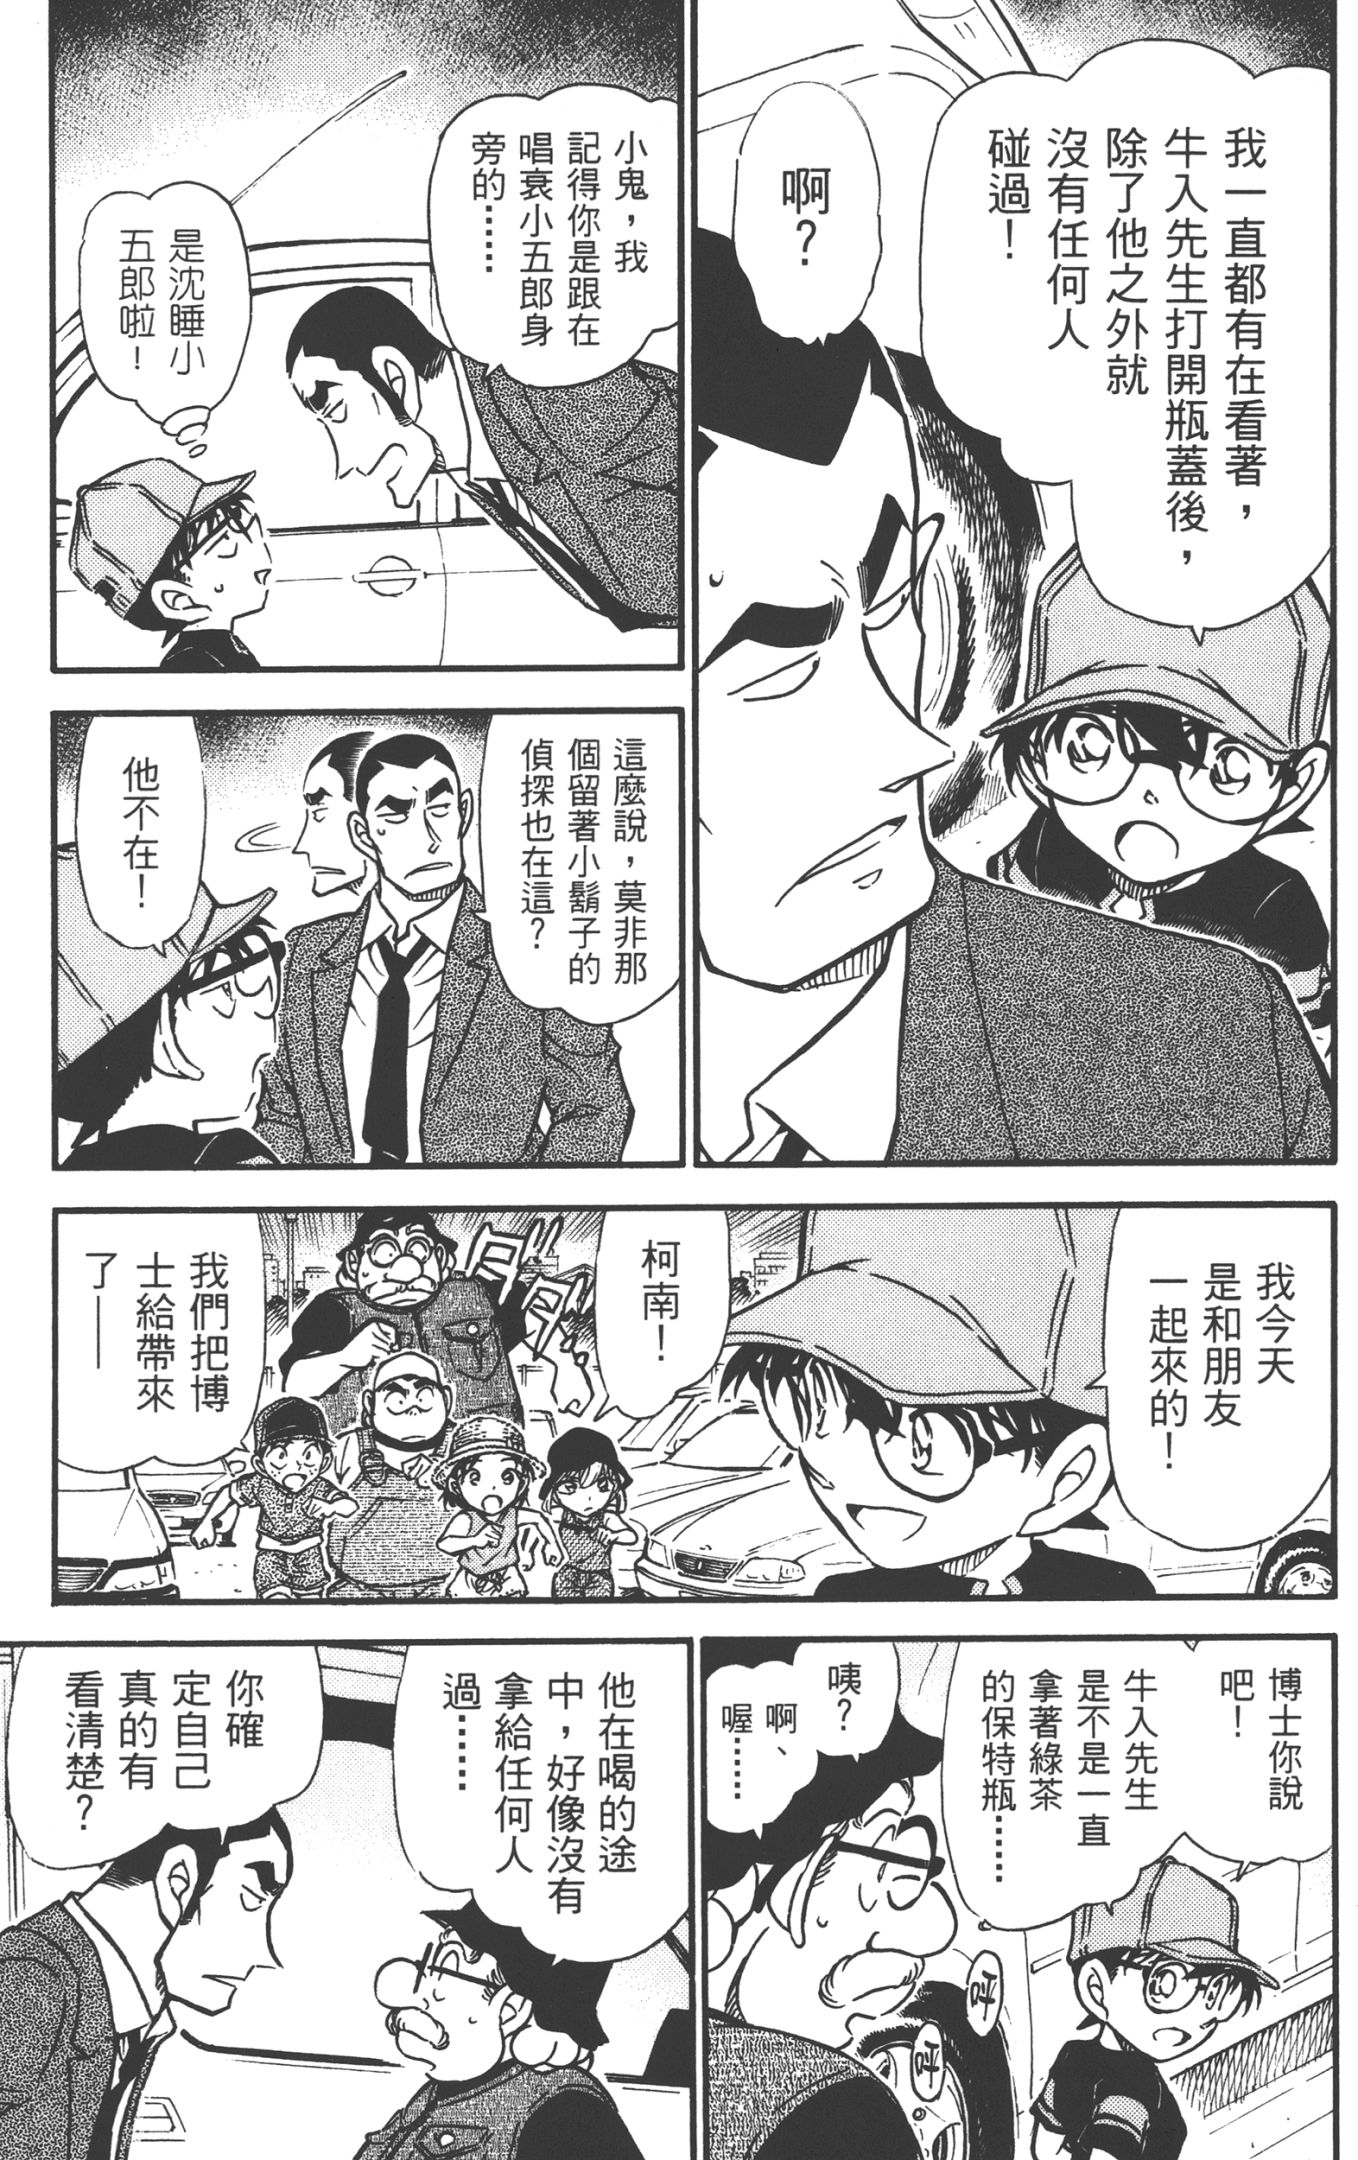 我一直都有在看著，
牛入先生打開瓶蓋後，
除了他之外就
沒有任何人
碰過！
啊？
小鬼，我
記得你是跟在
唱衰小五郎身
旁的……
是沈睡小
五郎啦！
這麼說，莫非那
個留著小鬍子的
偵探也在這？
他不在！
我今天
是和朋友
一起來的！
柯南！
我們把博
士給帶來
了——
博士你說
吧！
牛入先生
是不是一直
拿著綠茶
的保特瓶……
咦？
啊、
喔……
呼
呼
他在喝的途
中，好像沒有
拿給任何人
過……
你確
定自己
真的有
看清楚？